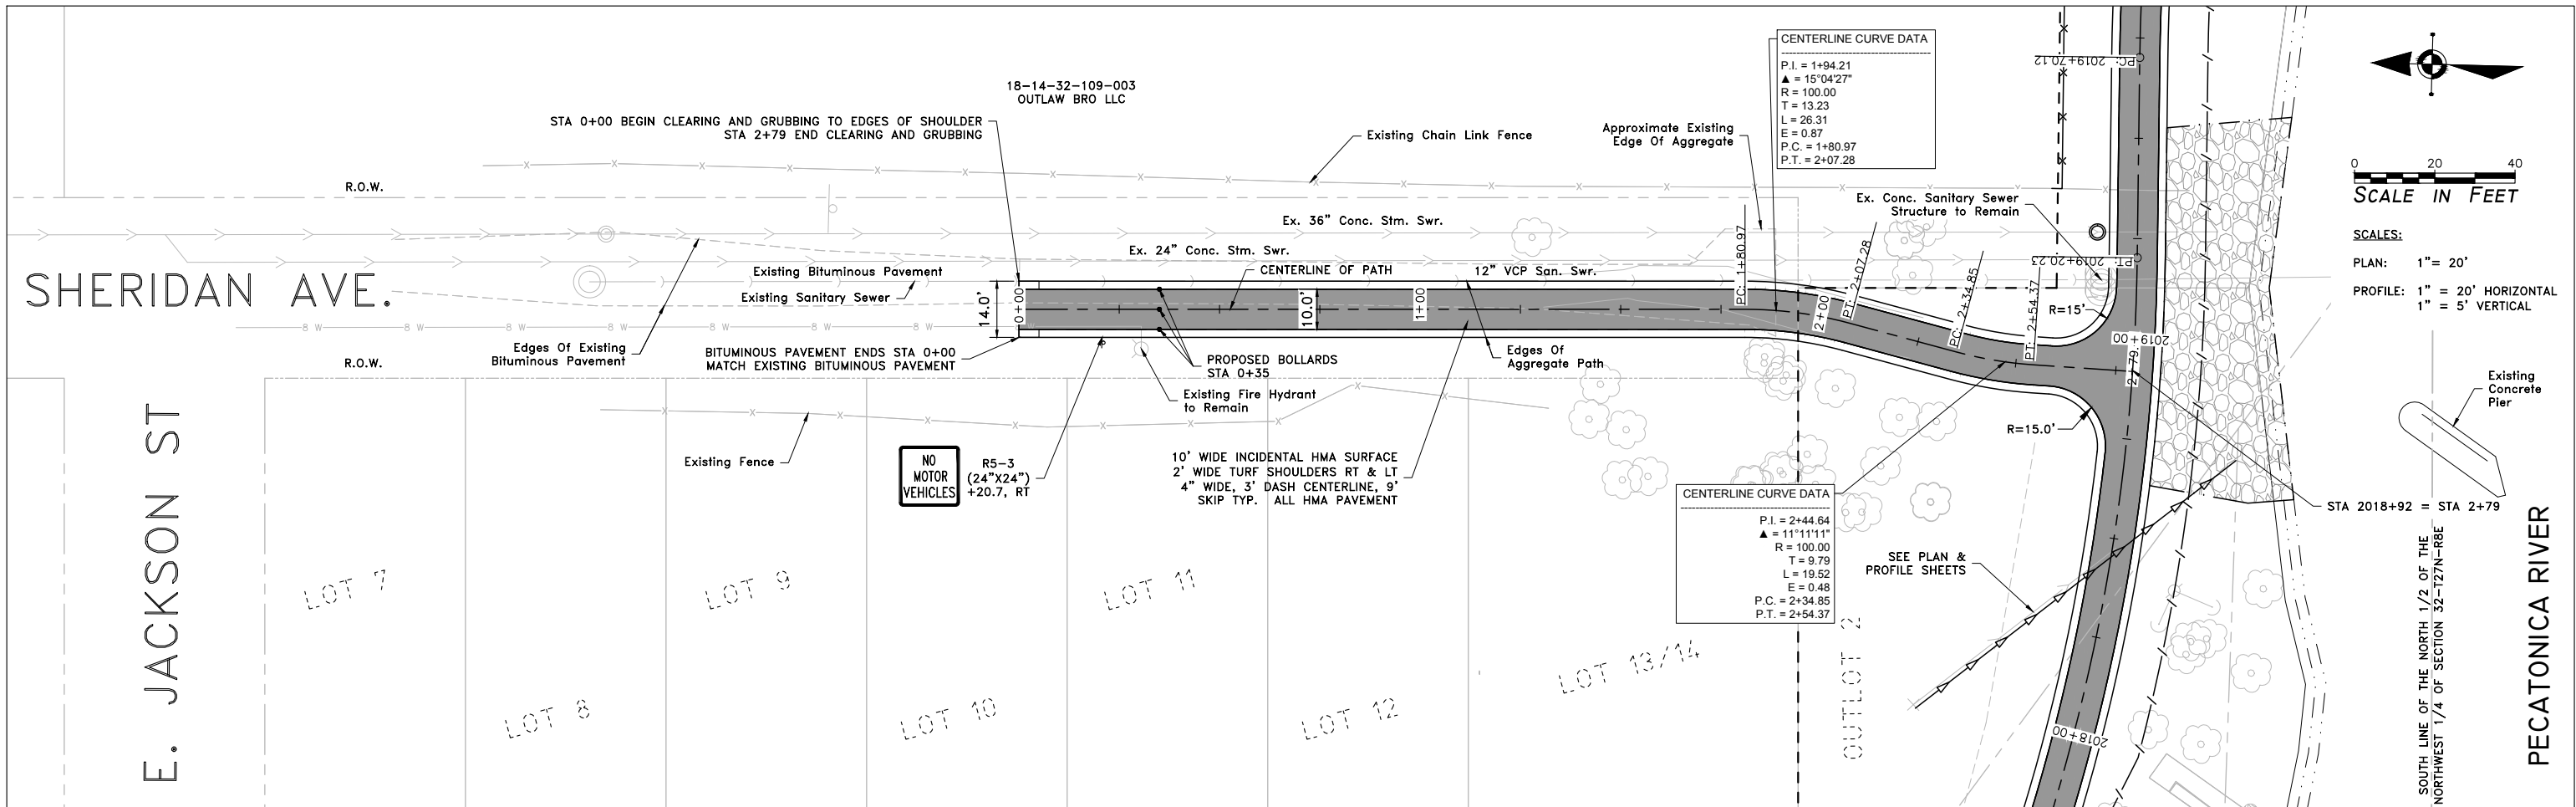 18-14-32-109-003
OUTLAW BRO LLC
STA 0+00 BEGIN CLEARING AND GRUBBING TO EDGES OF SHOULDER
STA 2+79 END CLEARING AND GRUBBING
Existing Chain Link Fence
Approximate Existing
Edge Of Aggregate
CENTERLINE CURVE DATA
P.I. = 1+94.21
▲ = 15°04'27"
R = 100.00
T = 13.23
L = 26.31
E = 0.87
P.C. = 1+80.97
P.T. = 2+07.28
PC: 2019+70.12
0 20 40
SCALE IN FEET
SCALES:
PLAN: 1"= 20'
PROFILE: 1" = 20' HORIZONTAL
1" = 5' VERTICAL
R.O.W.
Ex. 36" Conc. Stm. Swr.
Ex. Conc. Sanitary Sewer
Structure to Remain
Ex. 24" Conc. Stm. Swr.
SHERIDAN AVE.
Existing Bituminous Pavement
Existing Sanitary Sewer
CENTERLINE OF PATH
12" VCP San. Swr.
PC: 1+80.97
PT: 2+07.28
PC: 2+34.85
PT: 2+54.37
PT: 2019+20.23
14.0'
0+00
10.0'
1+00
2+00
R=15'
2019+00
2+79.
8 W
8 W
8 W
8 W
8 W
8 W
8 W
8 W
Edges Of Existing
Bituminous Pavement
R.O.W.
BITUMINOUS PAVEMENT ENDS STA 0+00
MATCH EXISTING BITUMINOUS PAVEMENT
PROPOSED BOLLARDS
STA 0+35
Edges Of
Aggregate Path
Existing Fire Hydrant
to Remain
Existing
Concrete
Pier
R=15.0'
Existing Fence
NO
MOTOR
VEHICLES
R5-3
(24"X24")
+20.7, RT
10' WIDE INCIDENTAL HMA SURFACE
2' WIDE TURF SHOULDERS RT & LT
4" WIDE, 3' DASH CENTERLINE, 9'
SKIP TYP. ALL HMA PAVEMENT
CENTERLINE CURVE DATA
P.I. = 2+44.64
▲ = 11°11'11"
R = 100.00
T = 9.79
L = 19.52
E = 0.48
P.C. = 2+34.85
P.T. = 2+54.37
STA 2018+92 = STA 2+79
SEE PLAN &
PROFILE SHEETS
E. JACKSON ST
LOT 7
LOT 8
LOT 9
LOT 10
LOT 11
LOT 12
LOT 13/14
OUTLOT 2
2018+00
SOUTH LINE OF THE NORTH 1/2 OF THE
NORTHWEST 1/4 OF SECTION 32-T27N-R8E
PECATONICA RIVER